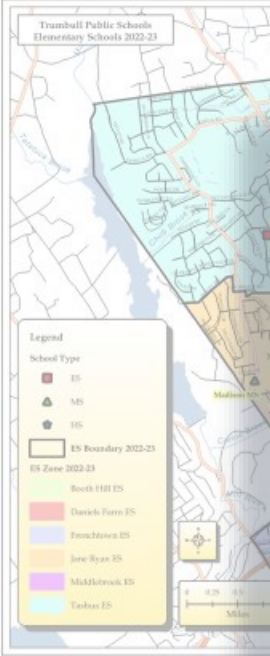 Trumbull Public Schools
Elementary Schools 2022-23
Madison MS
Legend
School Type
ES
MS
HS
ES Boundary 2022-23
ES Zone 2022-23
Booth Hill ES
Daniels Farm ES
Frenchtown ES
Jane Ryan ES
Middlebrook ES
Tashua ES
0 0.25 0.5
Miles